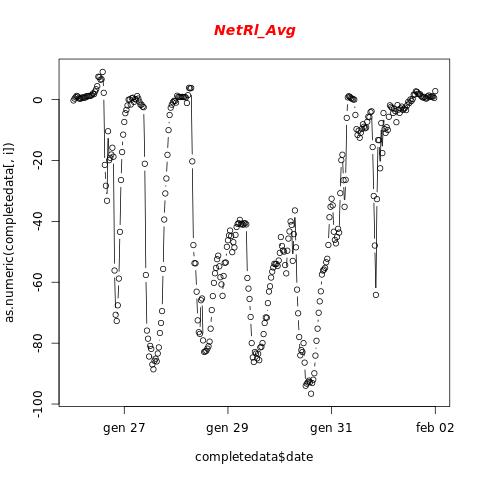 NetRl_Avg
as.numeric(completedata[, i])
0
-20
-40
-60
-80
-100
gen 27
gen 29
gen 31
feb 02
completedata$date